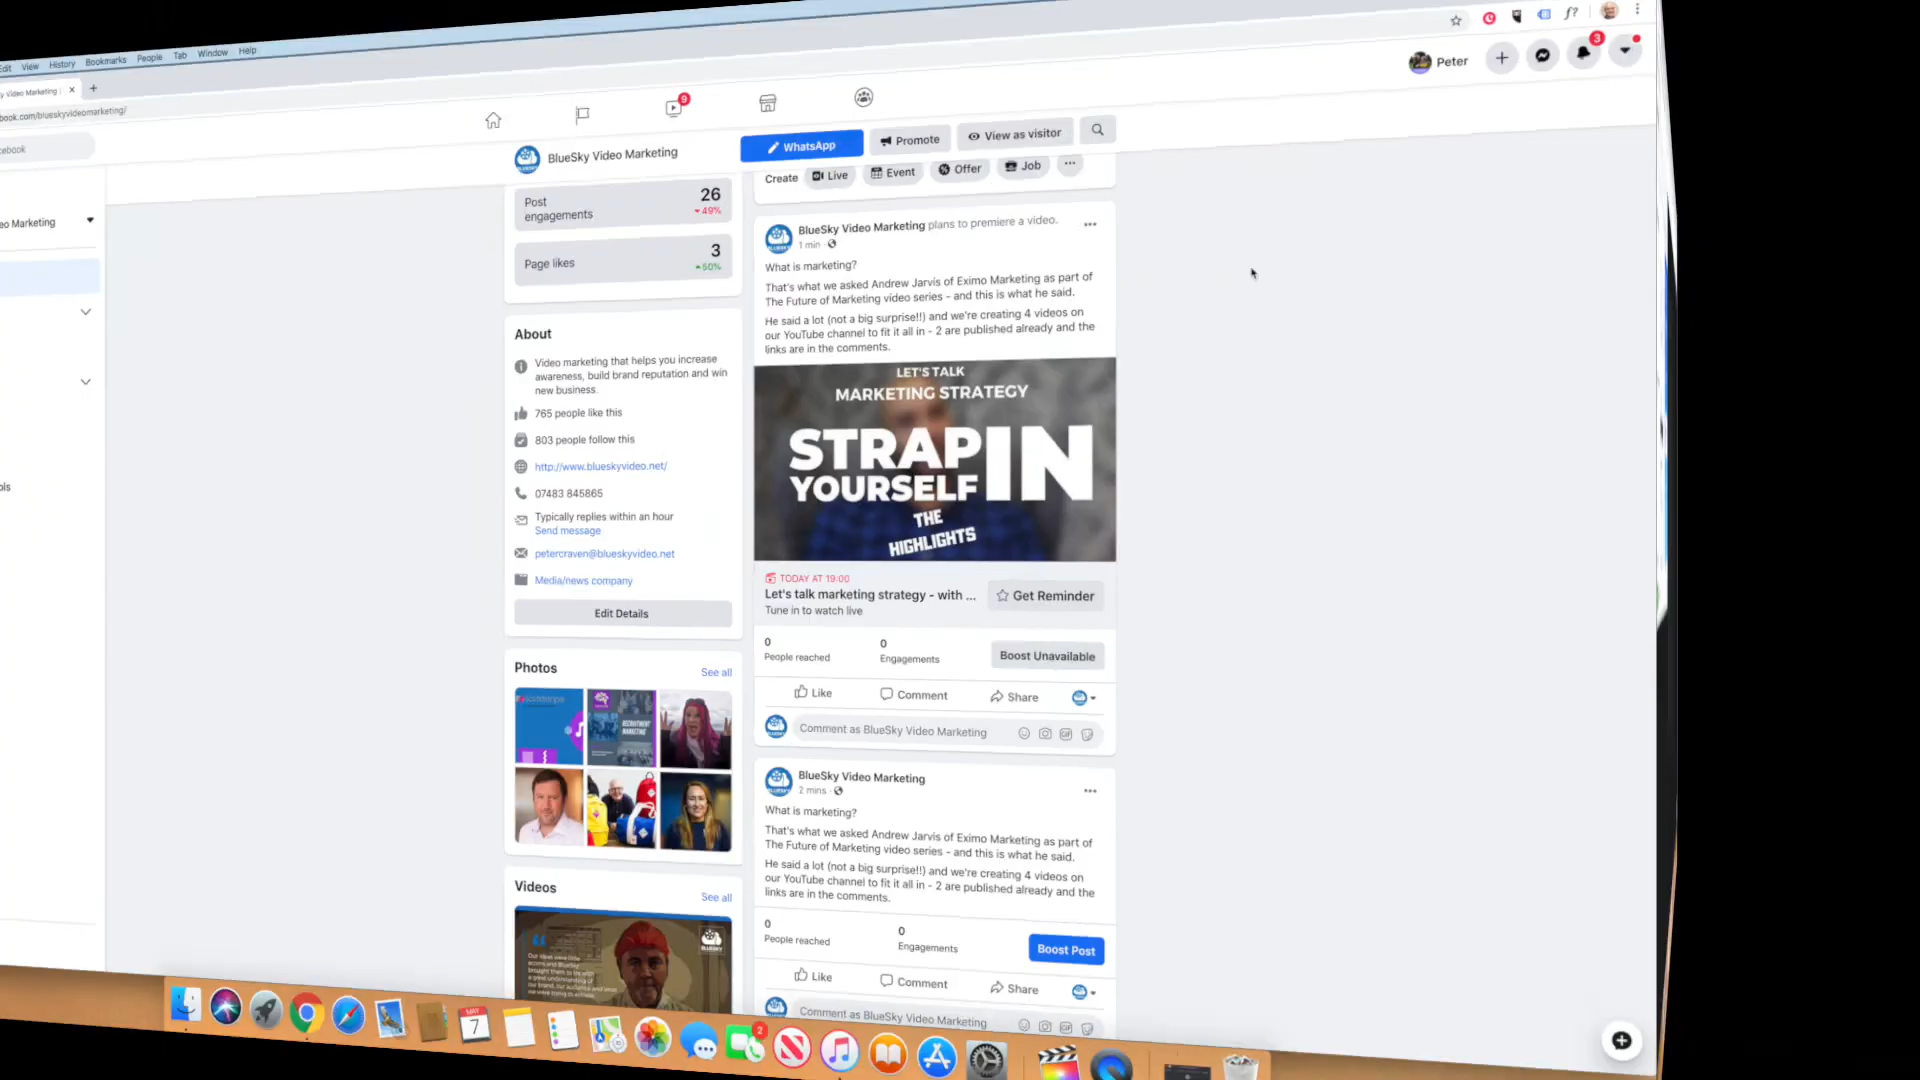 Edit View History Bookmarks People Tab Window Help
y Video Marketing |
book.com/blueskyvideomarketing/
cebook
Peter
3
9
BlueSky Video Marketing
WhatsApp
Promote
View as visitor
Create
Live
Event
Offer
Job
eo Marketing
ols
Post
engagements
26
49%
Page likes
3
50%
About
Video marketing that helps you increase
awareness, build brand reputation and win
new business.
765 people like this
803 people follow this
http://www.blueskyvideo.net/
07483 845865
Typically replies within an hour
Send message
petercraven@blueskyvideo.net
Media/news company
Edit Details
Photos
See all
RECRUITMENT
MARKETING
Videos
See all
BLUESKY
BlueSky Video Marketing plans to premiere a video.
1 min
What is marketing?
That's what we asked Andrew Jarvis of Eximo Marketing as part of
The Future of Marketing video series - and this is what he said.
He said a lot (not a big surprise!!) and we're creating 4 videos on
our YouTube channel to fit it all in - 2 are published already and the
links are in the comments.
LET'S TALK
MARKETING STRATEGY
STRAP IN
YOURSELF
THE
HIGHLIGHTS
TODAY AT 19:00
Let's talk marketing strategy - with ...
Tune in to watch live
Get Reminder
0
People reached
0
Engagements
Boost Unavailable
Like
Comment
Share
Comment as BlueSky Video Marketing
BlueSky Video Marketing
2 mins
What is marketing?
That's what we asked Andrew Jarvis of Eximo Marketing as part of
The Future of Marketing video series - and this is what he said.
He said a lot (not a big surprise!!) and we're creating 4 videos on
our YouTube channel to fit it all in - 2 are published already and the
links are in the comments.
0
People reached
0
Engagements
Boost Post
Like
Comment
Share
Comment as BlueSky Video Marketing
MAY
7
2